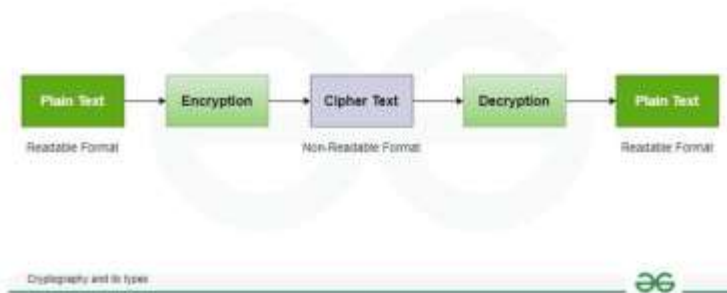 Plain Text
Encryption
Cipher Text
Decryption
Plain Text
Readable Format
Non-Readable Format
Readable Format
Cryptography and its types